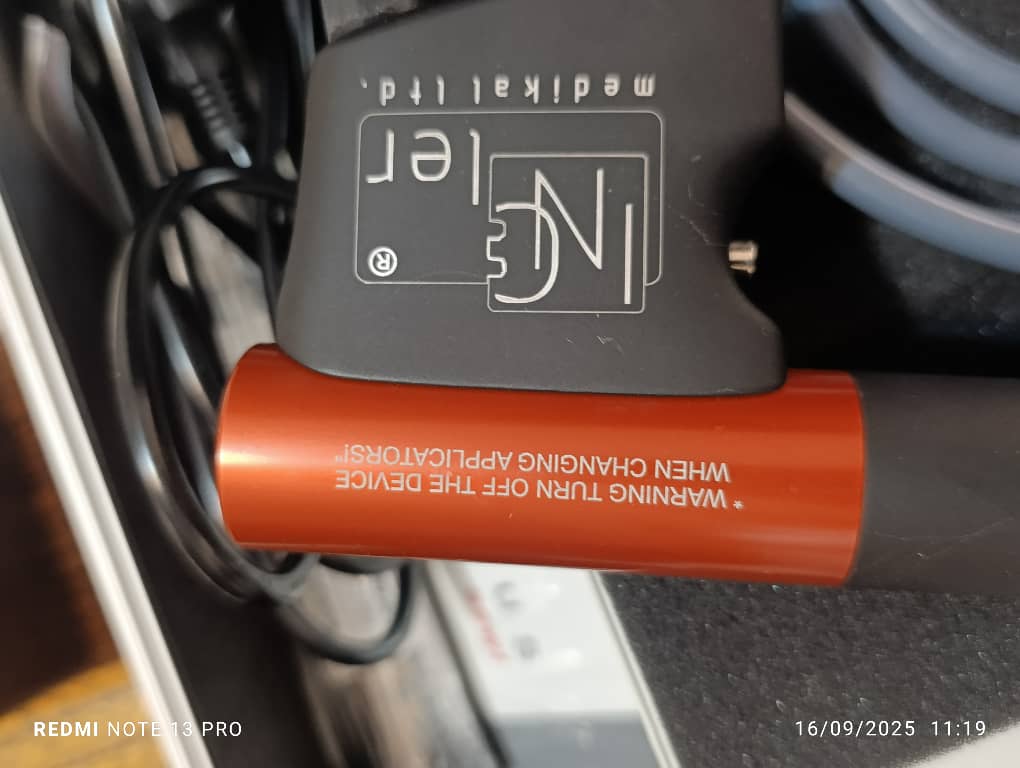 * WARNING TURN OFF THE DEVICE
WHEN CHANGING APPLICATORS!"
INCE ler ®
medikal ltd.
REDMI NOTE 13 PRO
16/09/2025 11:19